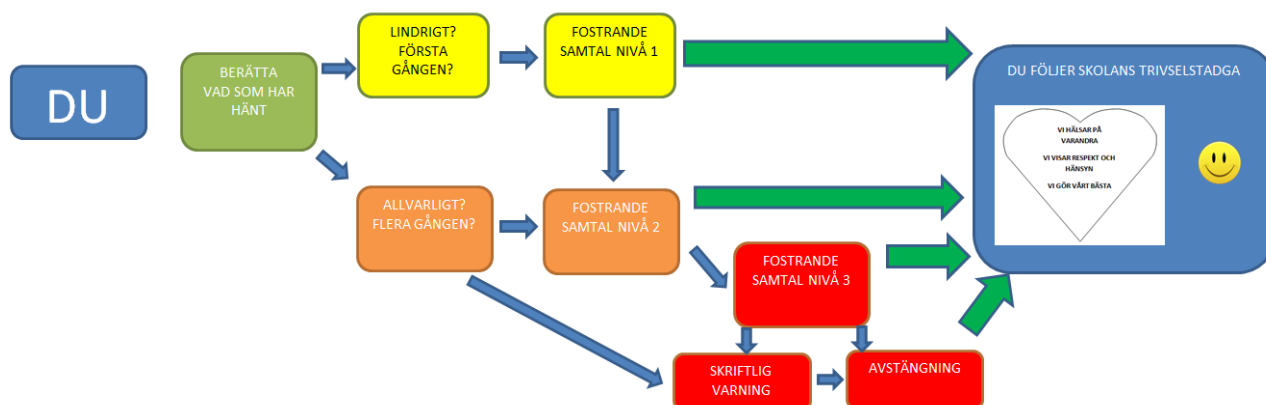 DU
BERÄTTA
VAD SOM HAR
HÄNT
LINDRIGT?
FÖRSTA
GÅNGEN?
FOSTRANDE
SAMTAL NIVÅ 1
ALLVARLIGT?
FLERA GÅNGEN?
FOSTRANDE
SAMTAL NIVÅ 2
FOSTRANDE
SAMTAL NIVÅ 3
SKRIFTLIG
VARNING
AVSTÄNGNING
DU FÖLJER SKOLANS TRIVSELSTADGA
VI HÄLSAR PÅ
VARANDRA
VI VISAR RESPEKT OCH
HÄNSYN
VI GÖR VÅRT BÄSTA